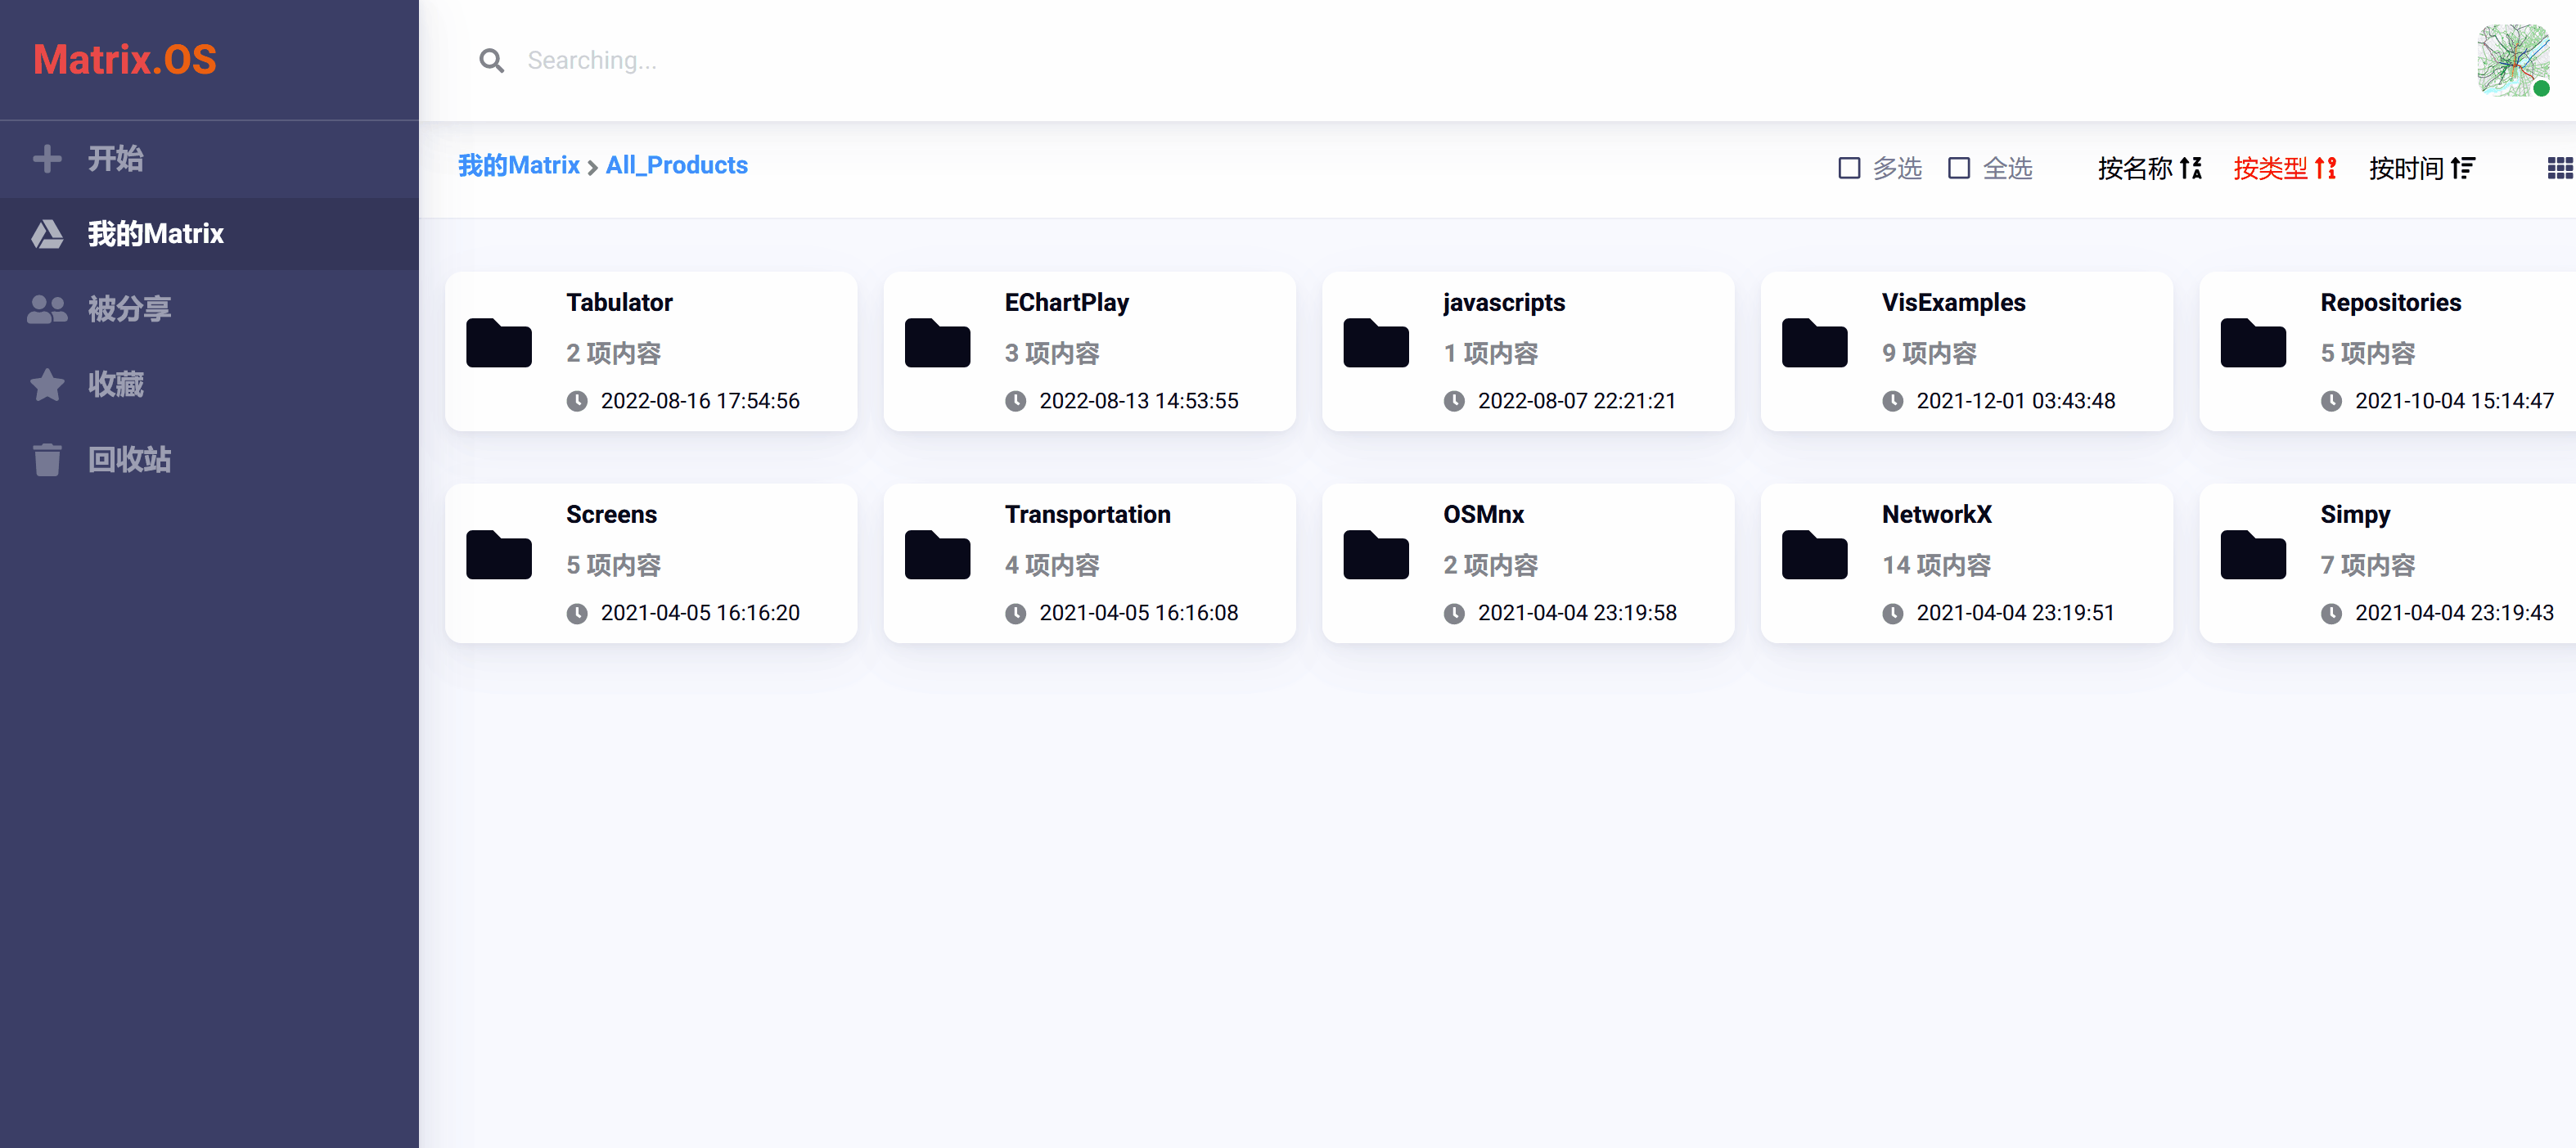 Matrix.OS
Searching...
开始
我的Matrix
被分享
收藏
回收站
我的Matrix > All_Products
多选 全选 按名称 按类型 按时间
Tabulator
2 项内容
2022-08-16 17:54:56
EChartPlay
3 项内容
2022-08-13 14:53:55
javascripts
1 项内容
2022-08-07 22:21:21
VisExamples
9 项内容
2021-12-01 03:43:48
Repositories
5 项内容
2021-10-04 15:14:47
Screens
5 项内容
2021-04-05 16:16:20
Transportation
4 项内容
2021-04-05 16:16:08
OSMnx
2 项内容
2021-04-04 23:19:58
NetworkX
14 项内容
2021-04-04 23:19:51
Simpy
7 项内容
2021-04-04 23:19:43